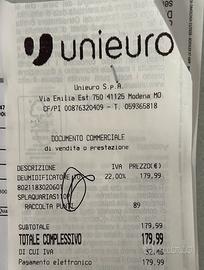 unieuro
Unieuro S.p.A.
Via Emilia Est 750 41125 Modena MO
CF/PI 00876320409 - T. 059365818
DOCUMENTO COMMERCIALE
di vendita o prestazione
DESCRIZIONE IVA PREZZO(€)
DEUMIDIFICATORE 22,00% 179,99
8021183020601
SPLAQUARIAS110P
RACCOLTA PUNTI 89
SUBTOTALE 179,99
TOTALE COMPLESSIVO 179,99
DI CUI IVA 32,46
Pagamento elettronico 179,99